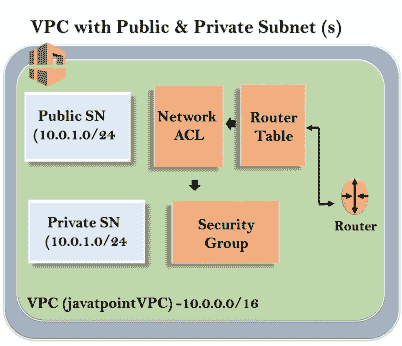 VPC with Public & Private Subnet (s)
Public SN
(10.0.1.0/24
Network
ACL
Router
Table
Router
Private SN
(10.0.1.0/24
Security
Group
VPC (javatpointVPC) -10.0.0.0/16